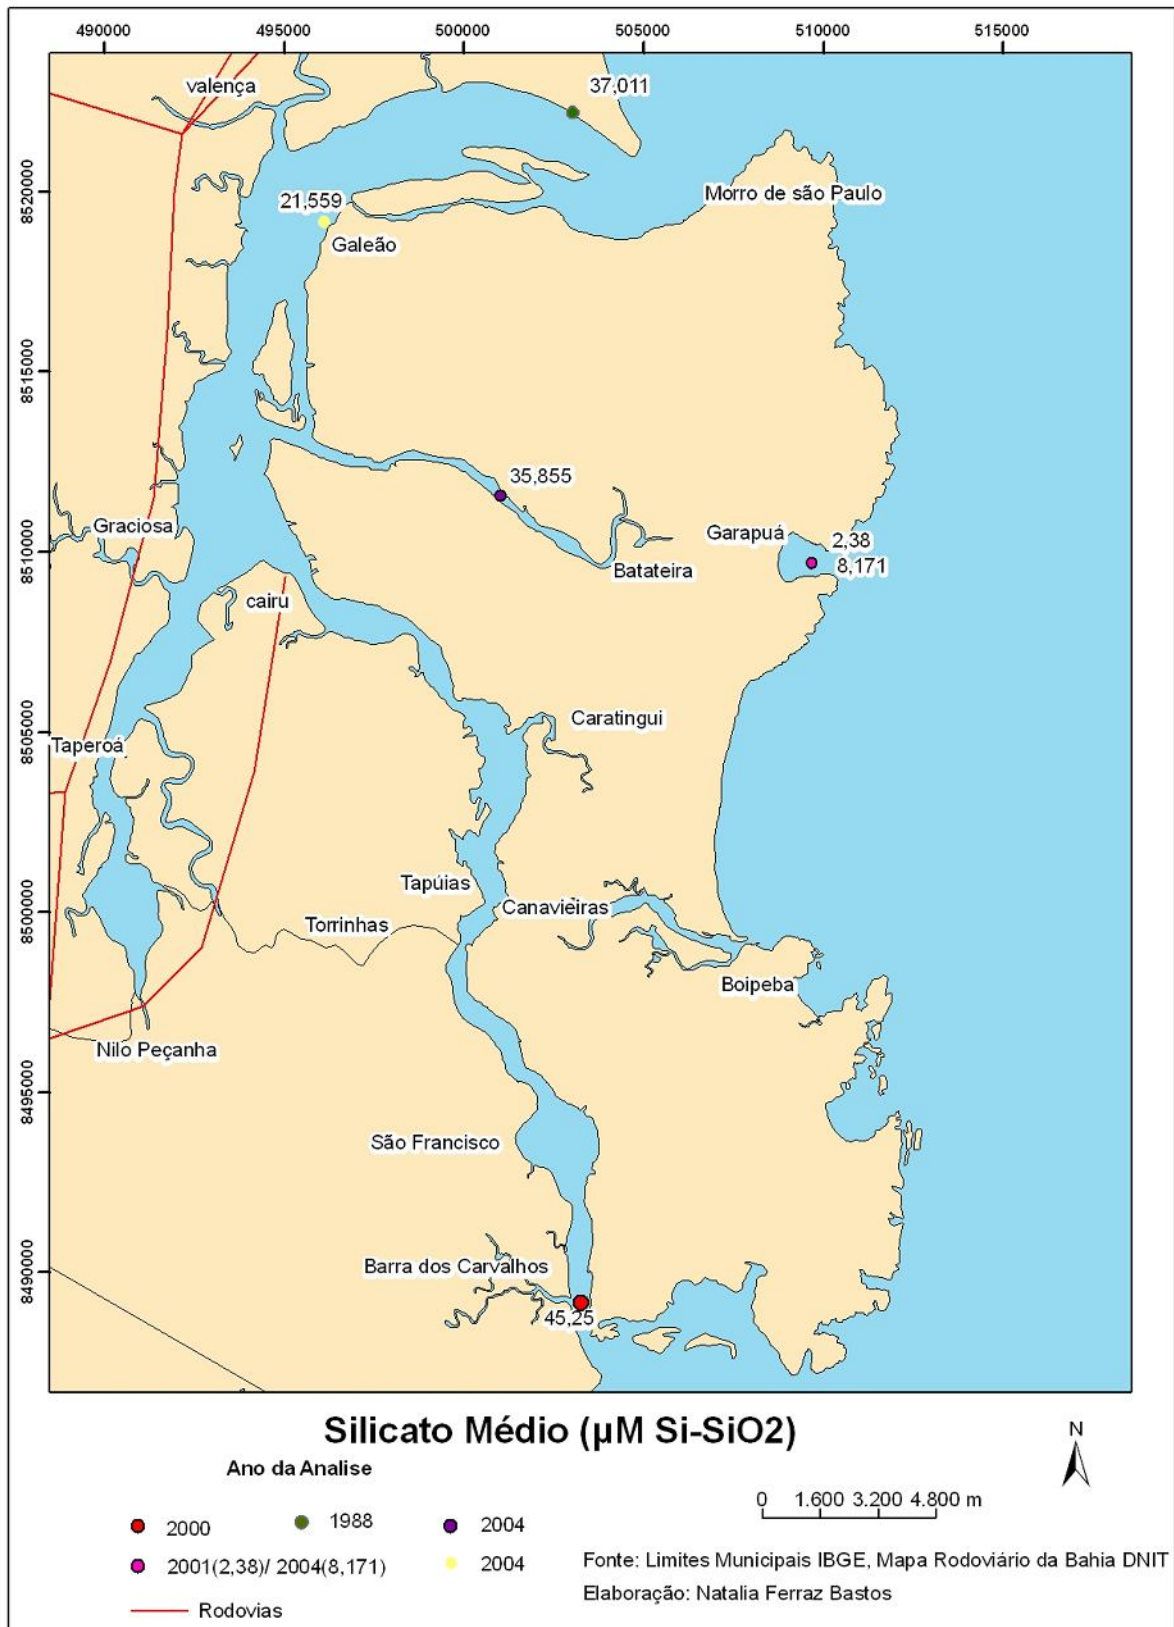 490000 495000 500000 505000 510000 515000
valença
37,011
8520000
21,559
Morro de são Paulo
Galeão
8515000
35,855
Graciosa
8510000
Garapuá
2,38
8,171
Batateira
cairu
Caratingui
8505000
Taperoá
Tapúias
8500000
Canavieiras
Torrinhas
Boipeba
Nilo Peçanha
8495000
São Francisco
8490000
Barra dos Carvalhos
45,25
Silicato Médio (µM Si-SiO2)
N
Ano da Analise
2000
1988
2004
2001(2,38)/ 2004(8,171)
2004
Rodovias
0 1.600 3.200 4.800 m
Fonte: Limites Municipais IBGE, Mapa Rodoviário da Bahia DNIT
Elaboração: Natalia Ferraz Bastos